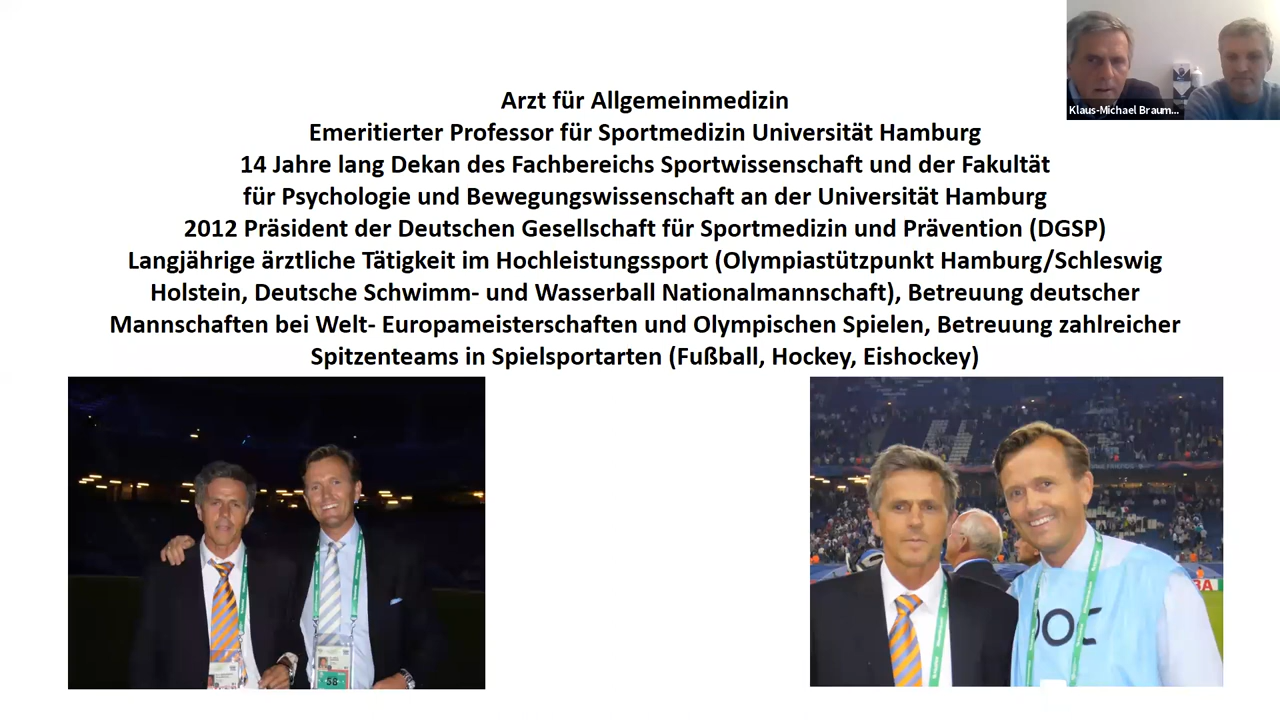 Klaus-Michael Braum...
Arzt für Allgemeinmedizin
Emeritierter Professor für Sportmedizin Universität Hamburg
14 Jahre lang Dekan des Fachbereichs Sportwissenschaft und der Fakultät
für Psychologie und Bewegungswissenschaft an der Universität Hamburg
2012 Präsident der Deutschen Gesellschaft für Sportmedizin und Prävention (DGSP)
Langjährige ärztliche Tätigkeit im Hochleistungssport (Olympiastützpunkt Hamburg/Schleswig
Holstein, Deutsche Schwimm- und Wasserball Nationalmannschaft), Betreuung deutscher
Mannschaften bei Welt- Europameisterschaften und Olympischen Spielen, Betreuung zahlreicher
Spitzenteams in Spielsportarten (Fußball, Hockey, Eishockey)
58
DOC